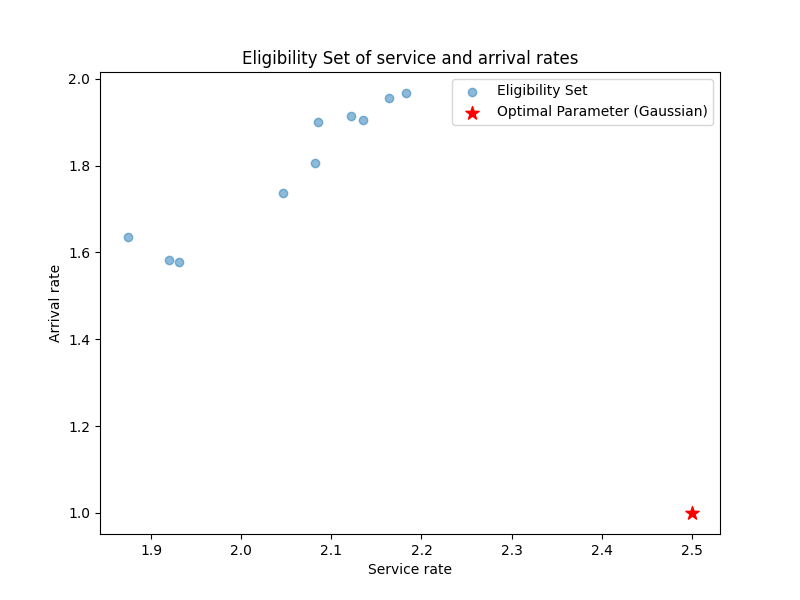 Eligibility Set of service and arrival rates
Eligibility Set
Optimal Parameter (Gaussian)
Arrival rate
2.0
1.8
1.6
1.4
1.2
1.0
1.9
2.0
2.1
2.2
2.3
2.4
2.5
Service rate